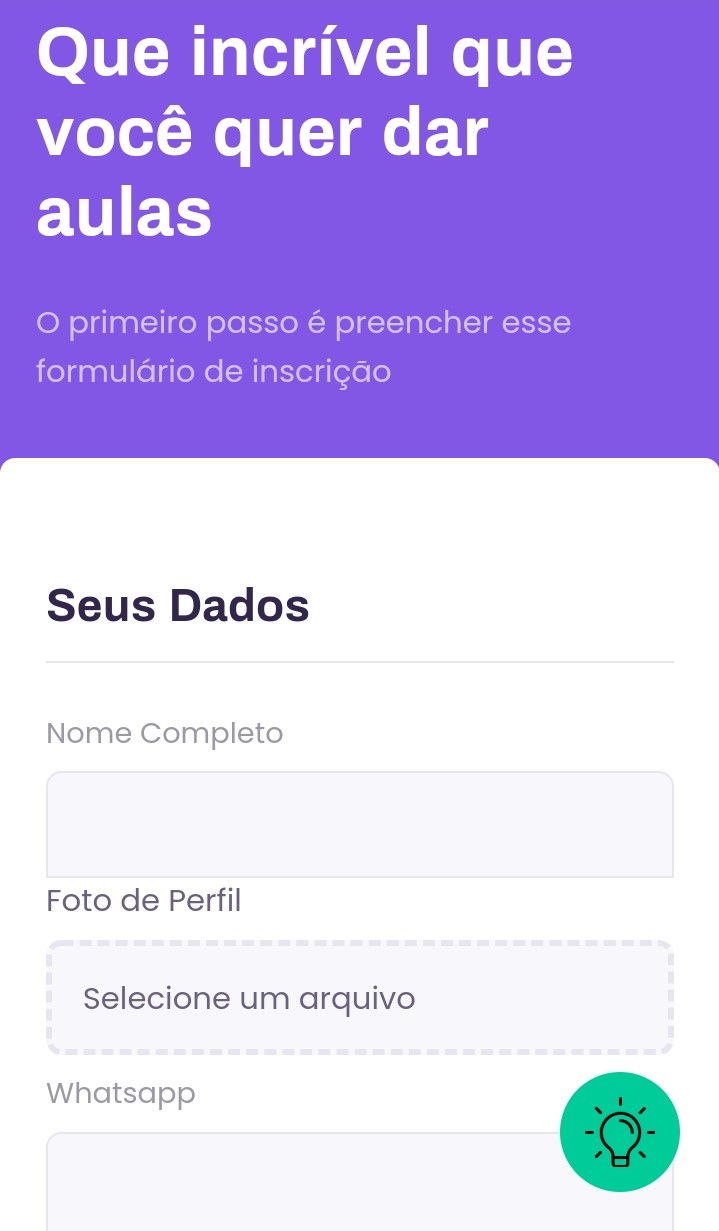 Que incrível que
você quer dar
aulas
O primeiro passo é preencher esse
formulário de inscrição
Seus Dados
Nome Completo
Foto de Perfil
Selecione um arquivo
Whatsapp